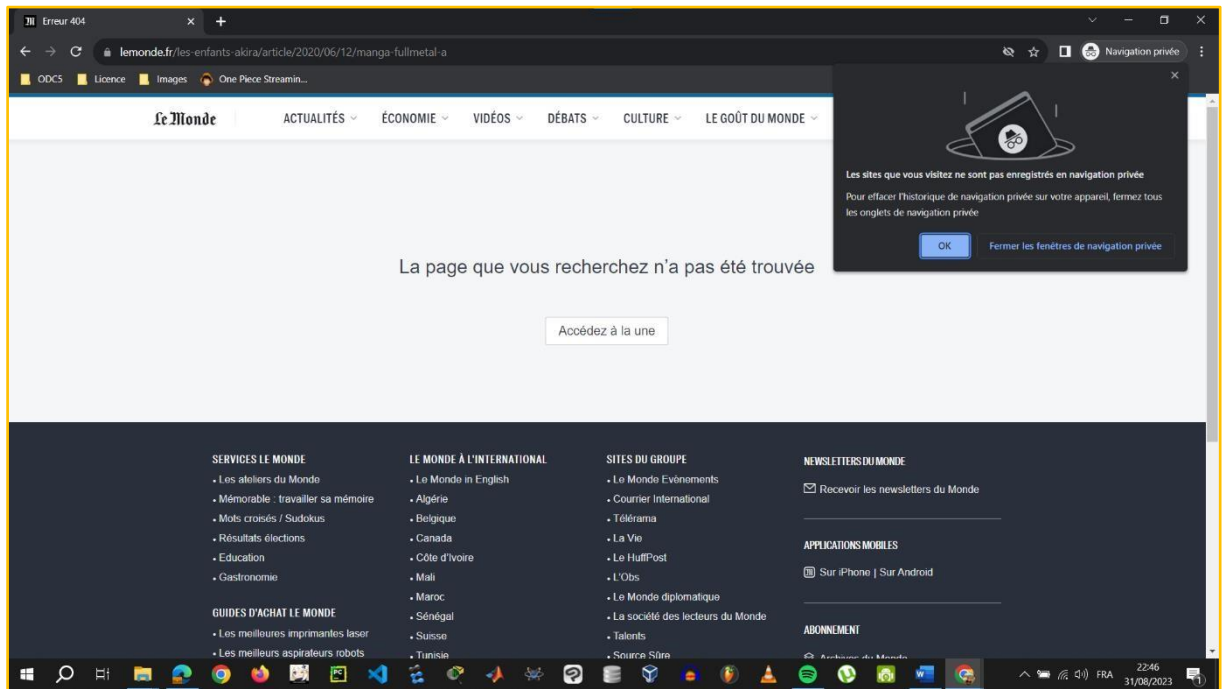 Erreur 404
lemonde.fr/les-enfants-akira/article/2020/06/12/manga-fullmetal-a
Navigation privée
ODC5
Licence
Images
One Piece Streamin...
Le Monde
ACTUALITÉS
ÉCONOMIE
VIDÉOS
DÉBATS
CULTURE
LE GOÛT DU MONDE
Les sites que vous visitez ne sont pas enregistrés en navigation privée
Pour effacer l'historique de navigation privée sur votre appareil, fermez tous
les onglets de navigation privée
OK
Fermer les fenêtres de navigation privée
La page que vous recherchez n'a pas été trouvée
Accédez à la une
SERVICES LE MONDE
• Les ateliers du Monde
• Mémorable : travailler sa mémoire
• Mots croisés / Sudokus
• Résultats élections
• Education
• Gastronomie
GUIDES D'ACHAT LE MONDE
• Les meilleures imprimantes laser
• Les meilleurs aspirateurs robots
LE MONDE À L'INTERNATIONAL
• Le Monde in English
• Algérie
• Belgique
• Canada
• Côte d'Ivoire
• Mali
• Maroc
• Sénégal
• Suisse
• Tunisie
SITES DU GROUPE
• Le Monde Evènements
• Courrier International
• Télérama
• La Vie
• Le HuffPost
• L'Obs
• Le Monde diplomatique
• La société des lecteurs du Monde
• Talents
• Source Sûre
NEWSLETTERS DU MONDE
Recevoir les newsletters du Monde
APPLICATIONS MOBILES
Sur iPhone | Sur Android
ABONNEMENT
Archives du Monde
FRA
22:46
31/08/2023